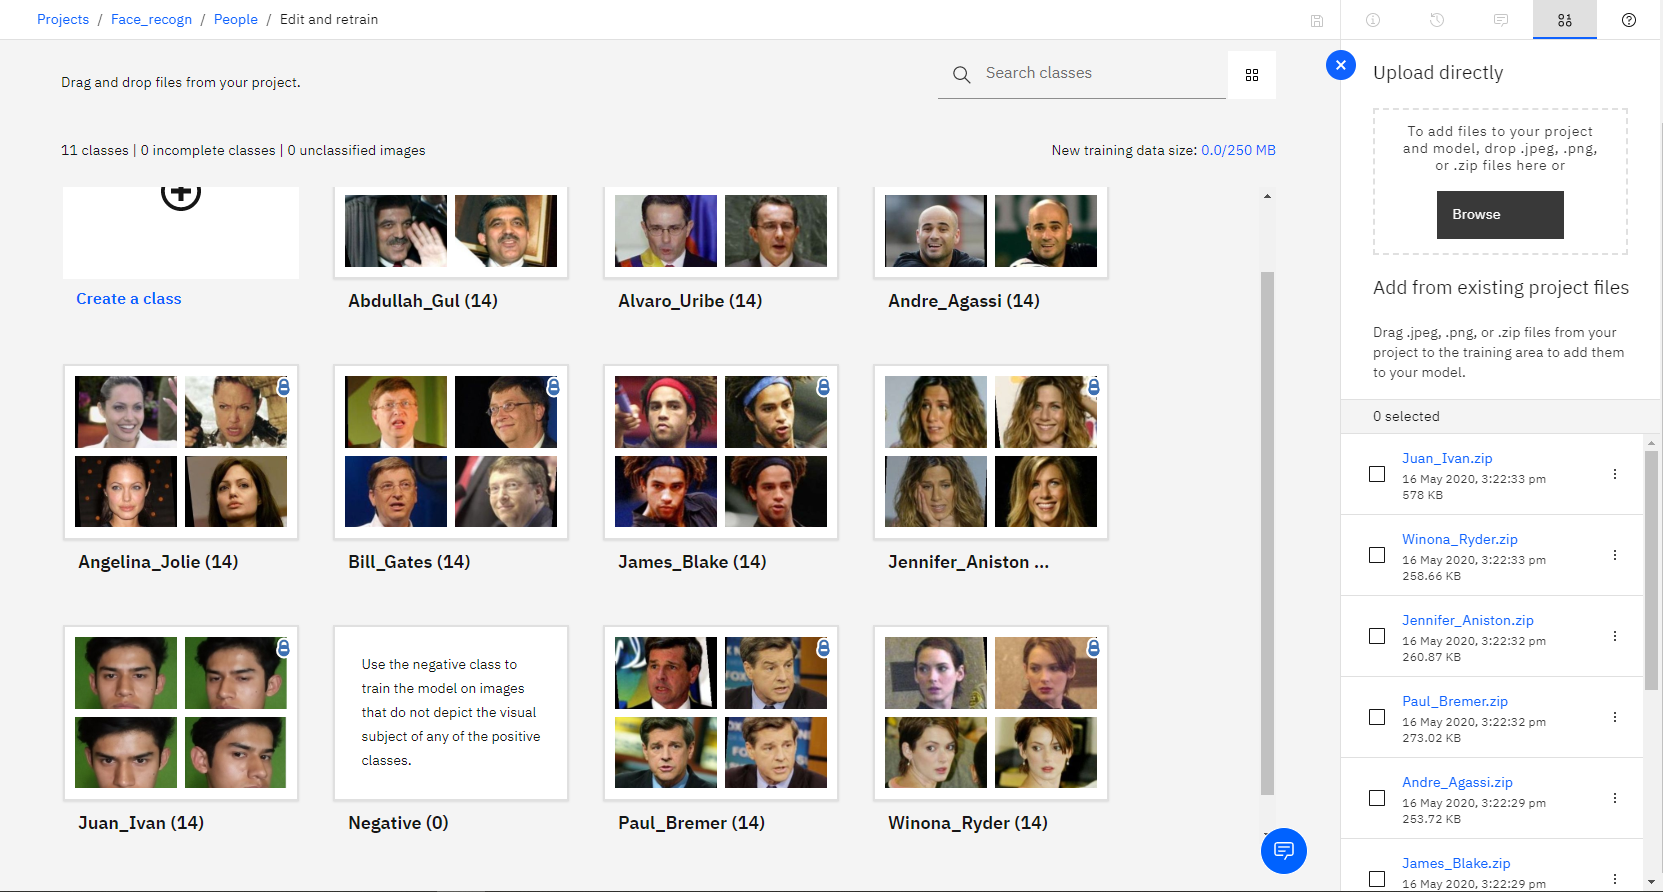 Projects / Face_recogn / People / Edit and retrain
Drag and drop files from your project.
Search classes
11 classes | 0 incomplete classes | 0 unclassified images
New training data size: 0.0/250 MB
Create a class
Abdullah_Gul (14)
Alvaro_Uribe (14)
Andre_Agassi (14)
Angelina_Jolie (14)
Bill_Gates (14)
James_Blake (14)
Jennifer_Aniston ...
Juan_Ivan (14)
Use the negative class to
train the model on images
that do not depict the visual
subject of any of the positive
classes.
Negative (0)
Paul_Bremer (14)
Winona_Ryder (14)
Upload directly
To add files to your project
and model, drop .jpeg, .png,
or .zip files here or
Browse
Add from existing project files
Drag .jpeg, .png, or .zip files from your
project to the training area to add them
to your model.
0 selected
Juan_Ivan.zip
16 May 2020, 3:22:33 pm
578 KB
Winona_Ryder.zip
16 May 2020, 3:22:33 pm
258.66 KB
Jennifer_Aniston.zip
16 May 2020, 3:22:32 pm
260.87 KB
Paul_Bremer.zip
16 May 2020, 3:22:32 pm
273.02 KB
Andre_Agassi.zip
16 May 2020, 3:22:29 pm
253.72 KB
James_Blake.zip
16 May 2020, 3:22:29 pm